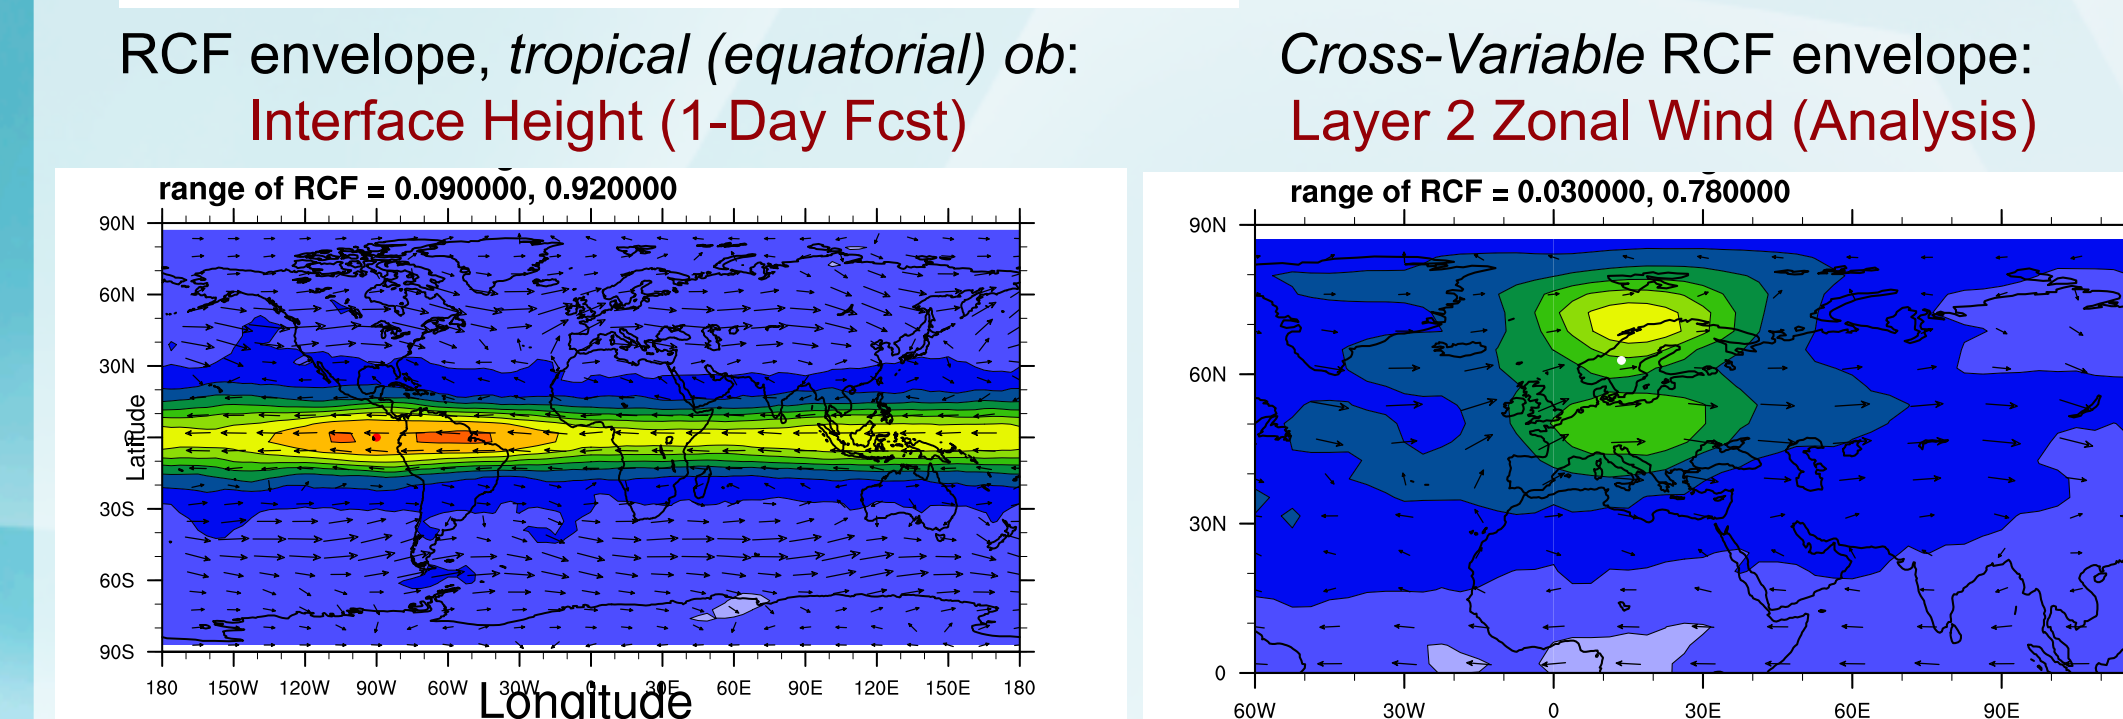 RCF envelope, tropical (equatorial) ob:
Interface Height (1-Day Fcst)
range of RCF = 0.090000, 0.920000
90N
60N
30N
0
30S
60S
90S
Latitude
180 150W 120W 90W 60W 30W 0 30E 60E 90E 120E 150E 180
Longitude
Cross-Variable RCF envelope:
Layer 2 Zonal Wind (Analysis)
range of RCF = 0.030000, 0.780000
90N
60N
30N
0
60W 30W 0 30E 60E 90E